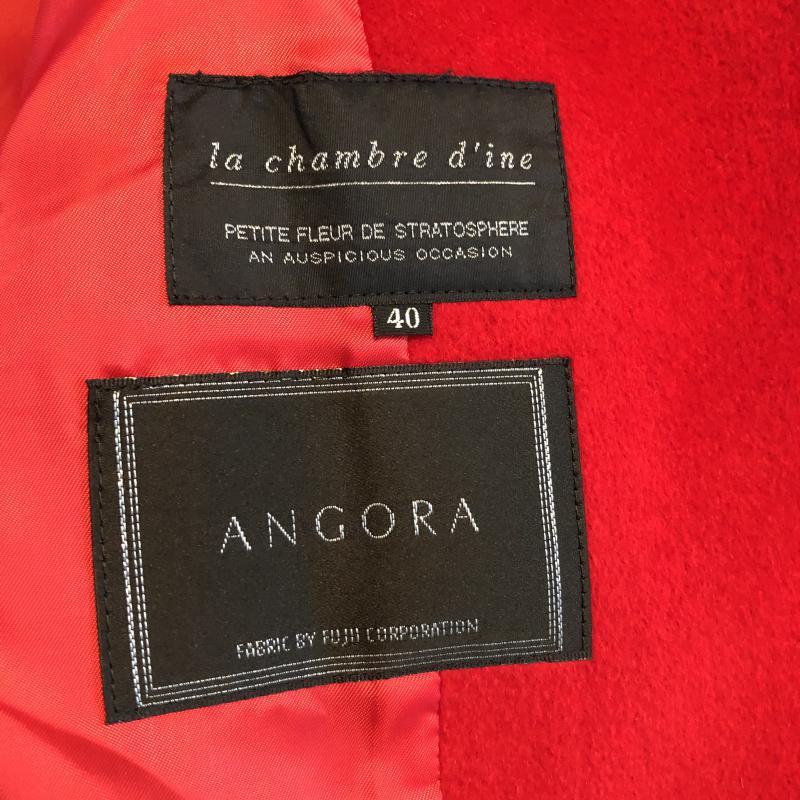 la chambre d'ine
PETITE FLEUR DE STRATOSPHERE
AN AUSPICIOUS OCCASION
40
ANGORA
FABRIC BY FUJII CORPORATION